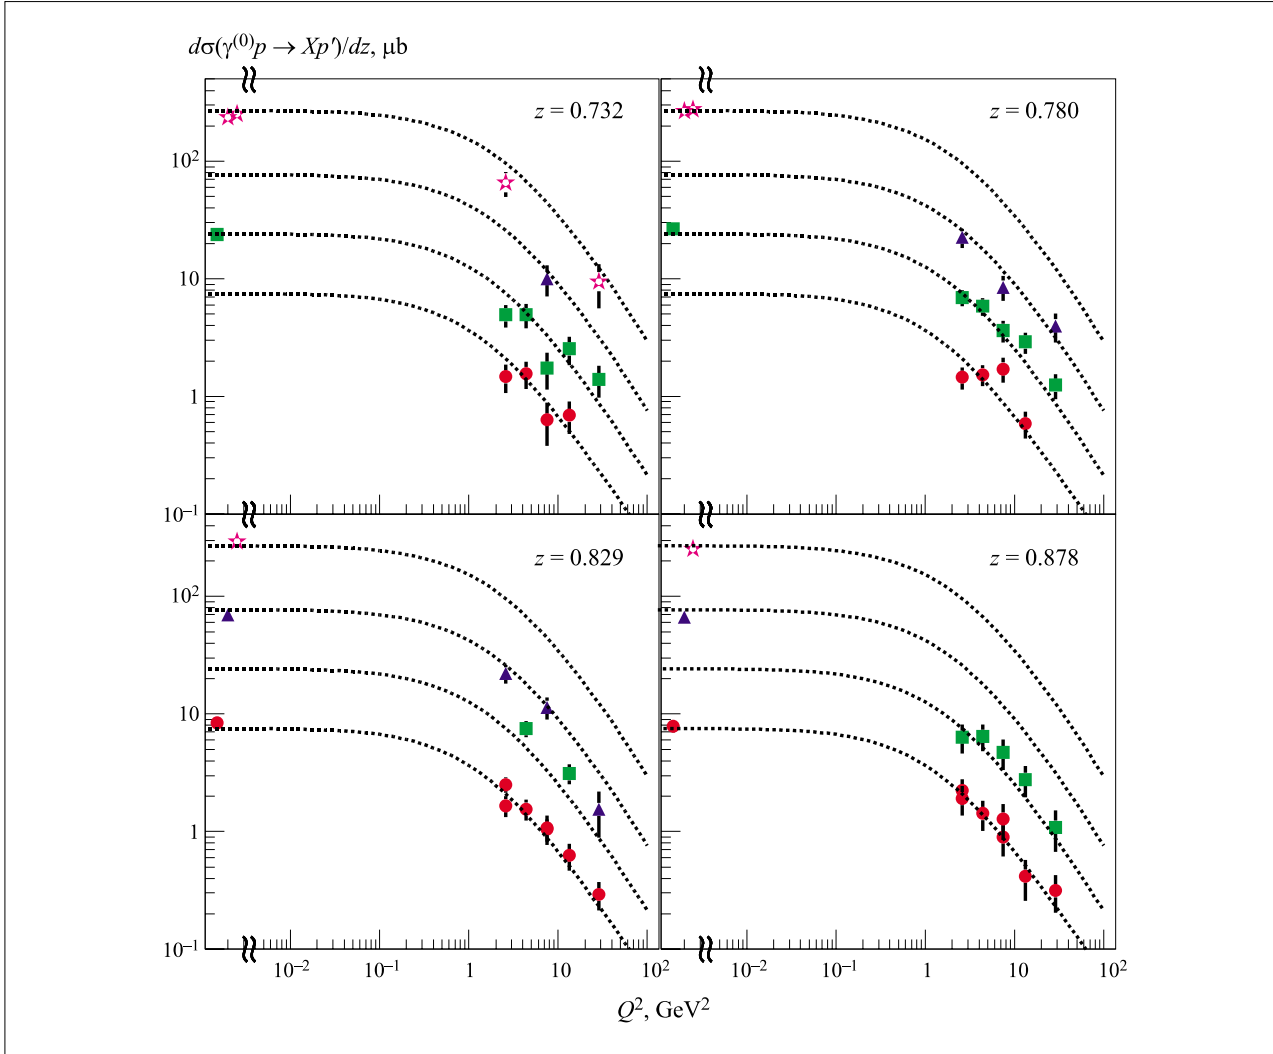 dσ(γ⁽⁰⁾p → Xp′)/dz, μb
z = 0.732
z = 0.780
10²
10
1
10⁻¹
z = 0.829
z = 0.878
10²
10
1
10⁻¹
10⁻² 10⁻¹ 1 10 10² 10⁻² 10⁻¹ 1 10 10²
Q², GeV²